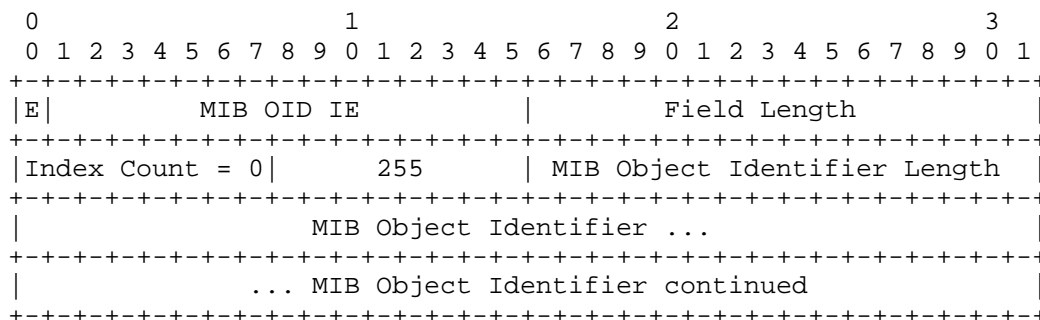 0                   1                   2                   3
 0 1 2 3 4 5 6 7 8 9 0 1 2 3 4 5 6 7 8 9 0 1 2 3 4 5 6 7 8 9 0 1
+-+-+-+-+-+-+-+-+-+-+-+-+-+-+-+-+-+-+-+-+-+-+-+-+-+-+-+-+-+-+-+-+
|E|         MIB OID IE          |        Field Length           |
+-+-+-+-+-+-+-+-+-+-+-+-+-+-+-+-+-+-+-+-+-+-+-+-+-+-+-+-+-+-+-+-+
|Index Count = 0|      255      | MIB Object Identifier Length  |
+-+-+-+-+-+-+-+-+-+-+-+-+-+-+-+-+-+-+-+-+-+-+-+-+-+-+-+-+-+-+-+-+
|                  MIB Object Identifier ...                    |
+-+-+-+-+-+-+-+-+-+-+-+-+-+-+-+-+-+-+-+-+-+-+-+-+-+-+-+-+-+-+-+-+
|              ... MIB Object Identifier continued              |
+-+-+-+-+-+-+-+-+-+-+-+-+-+-+-+-+-+-+-+-+-+-+-+-+-+-+-+-+-+-+-+-+